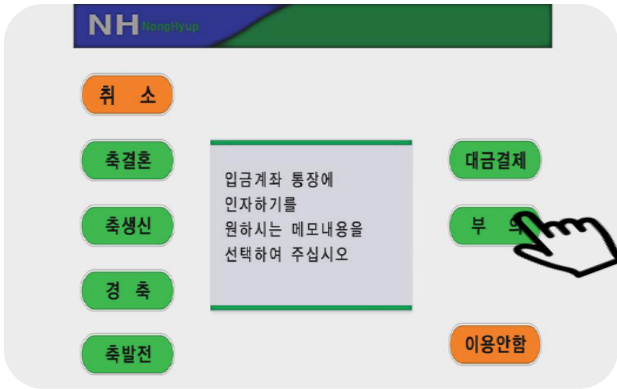 NH NongHyup
취 소
축결혼
축생신
경 축
축발전
입금계좌 통장에
인자하기를
원하시는 메모내용을
선택하여 주십시오
대금결제
부 의
이용안함